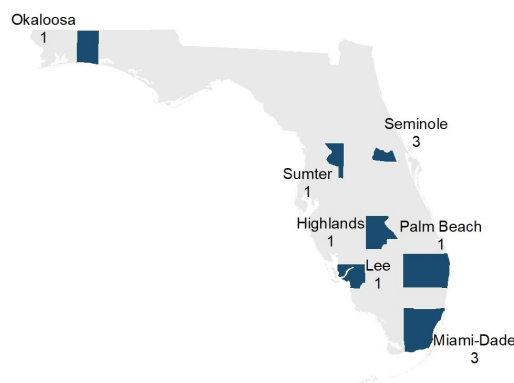 Okaloosa
1
Seminole
3
Sumter
1
Highlands
1
Palm Beach
1
Lee
1
Miami-Dade
3